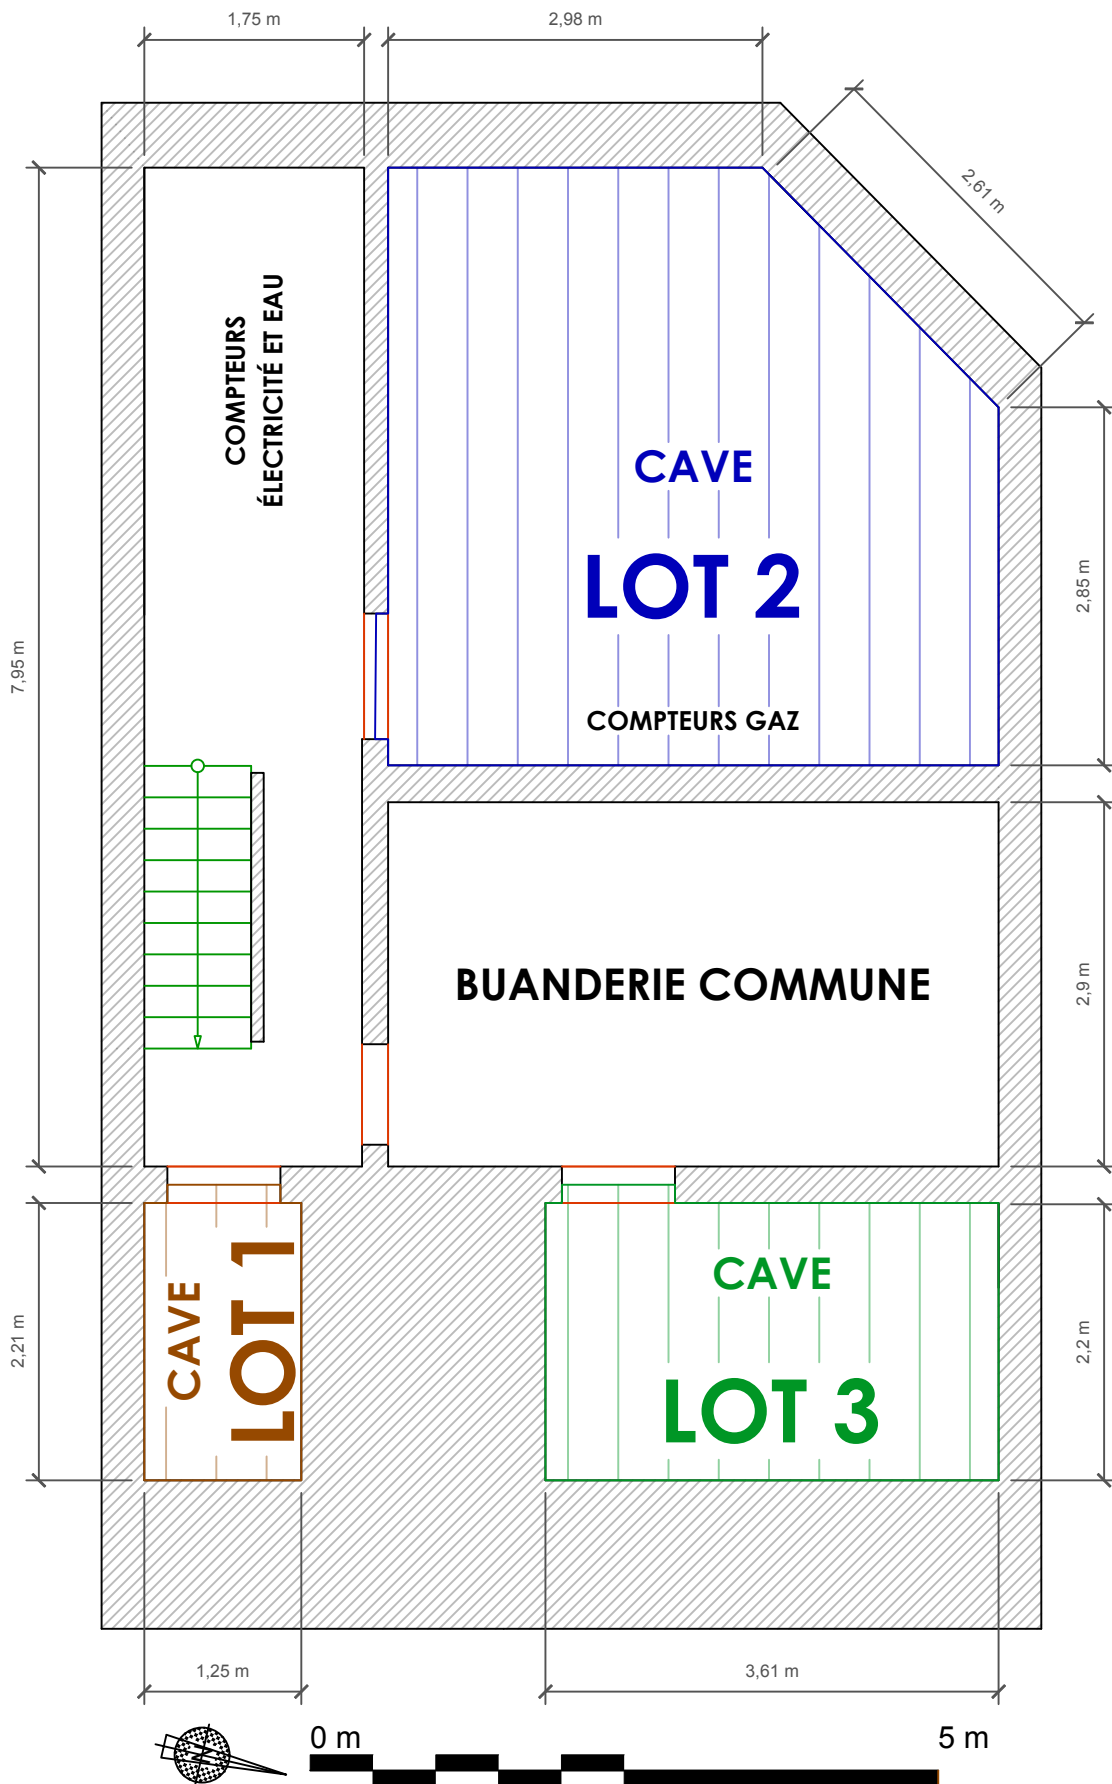 1,75 m
2,98 m
2,61 m
COMPTEURS
ÉLECTRICITÉ ET EAU
CAVE
LOT 2
COMPTEURS GAZ
2,85 m
7,95 m
BUANDERIE COMMUNE
2,9 m
CAVE
LOT 1
2,21 m
CAVE
LOT 3
2,2 m
1,25 m
3,61 m
N
0 m
5 m